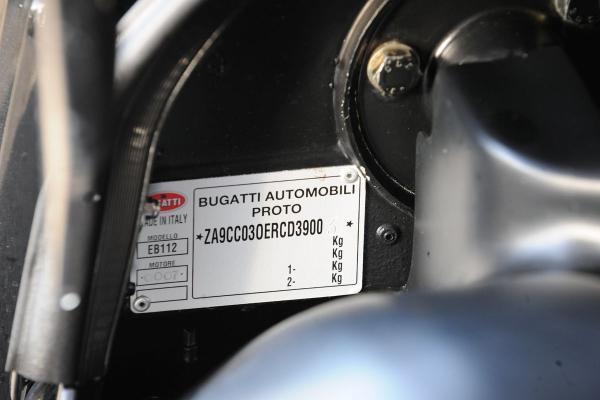 BUGATTI
MADE IN ITALY
MODELLO
EB112
MOTORE
BUGATTI AUTOMOBILI
PROTO
*ZA9CC030ERCD3900 *
Kg
Kg
1- Kg
2- Kg